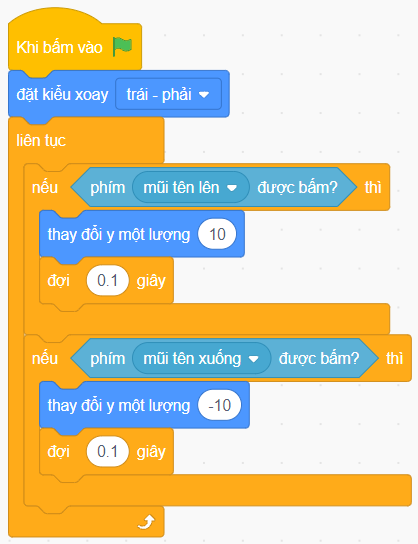 Khi bấm vào
đặt kiểu xoay trái - phải
liên tục
nếu phím mũi tên lên được bấm? thì
thay đổi y một lượng 10
đợi 0.1 giây
nếu phím mũi tên xuống được bấm? thì
thay đổi y một lượng -10
đợi 0.1 giây